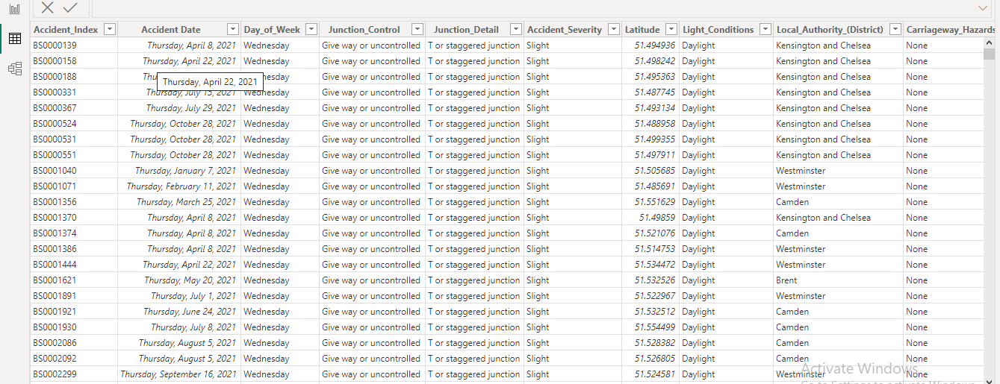 Accident_Index Accident Date Day_of_Week Junction_Control Junction_Detail Accident_Severity Latitude Light_Conditions Local_Authority_(District) Carriageway_Hazards
BS0000139 Thursday, April 8, 2021 Wednesday Give way or uncontrolled T or staggered junction Slight 51.494936 Daylight Kensington and Chelsea None
BS0000158 Thursday, April 22, 2021 Wednesday Give way or uncontrolled T or staggered junction Slight 51.498242 Daylight Kensington and Chelsea None
BS0000188 Thursday, April 22, 2021 Give way or uncontrolled T or staggered junction Slight 51.495363 Daylight Kensington and Chelsea None
BS0000331 Thursday, July 15, 2021 Wednesday Give way or uncontrolled T or staggered junction Slight 51.487745 Daylight Kensington and Chelsea None
BS0000367 Thursday, July 29, 2021 Wednesday Give way or uncontrolled T or staggered junction Slight 51.493134 Daylight Kensington and Chelsea None
BS0000524 Thursday, October 28, 2021 Wednesday Give way or uncontrolled T or staggered junction Slight 51.488958 Daylight Kensington and Chelsea None
BS0000531 Thursday, October 28, 2021 Wednesday Give way or uncontrolled T or staggered junction Slight 51.499355 Daylight Kensington and Chelsea None
BS0000551 Thursday, October 28, 2021 Wednesday Give way or uncontrolled T or staggered junction Slight 51.497911 Daylight Kensington and Chelsea None
BS0001040 Thursday, January 7, 2021 Wednesday Give way or uncontrolled T or staggered junction Slight 51.505685 Daylight Westminster None
BS0001071 Thursday, February 11, 2021 Wednesday Give way or uncontrolled T or staggered junction Slight 51.485691 Daylight Westminster None
BS0001356 Thursday, March 25, 2021 Wednesday Give way or uncontrolled T or staggered junction Slight 51.551629 Daylight Camden None
BS0001370 Thursday, April 8, 2021 Wednesday Give way or uncontrolled T or staggered junction Slight 51.49859 Daylight Kensington and Chelsea None
BS0001374 Thursday, April 8, 2021 Wednesday Give way or uncontrolled T or staggered junction Slight 51.521076 Daylight Camden None
BS0001386 Thursday, April 8, 2021 Wednesday Give way or uncontrolled T or staggered junction Slight 51.514753 Daylight Westminster None
BS0001444 Thursday, April 22, 2021 Wednesday Give way or uncontrolled T or staggered junction Slight 51.534472 Daylight Westminster None
BS0001621 Thursday, May 20, 2021 Wednesday Give way or uncontrolled T or staggered junction Slight 51.532526 Daylight Brent None
BS0001891 Thursday, July 1, 2021 Wednesday Give way or uncontrolled T or staggered junction Slight 51.522967 Daylight Westminster None
BS0001921 Thursday, June 24, 2021 Wednesday Give way or uncontrolled T or staggered junction Slight 51.532512 Daylight Camden None
BS0001930 Thursday, July 8, 2021 Wednesday Give way or uncontrolled T or staggered junction Slight 51.554499 Daylight Camden None
BS0002086 Thursday, August 5, 2021 Wednesday Give way or uncontrolled T or staggered junction Slight 51.528382 Daylight Camden None
BS0002092 Thursday, August 5, 2021 Wednesday Give way or uncontrolled T or staggered junction Slight 51.526805 Daylight Camden None
BS0002299 Thursday, September 16, 2021 Wednesday Give way or uncontrolled T or staggered junction Slight 51.524581 Daylight Westminster None
Activate Windows